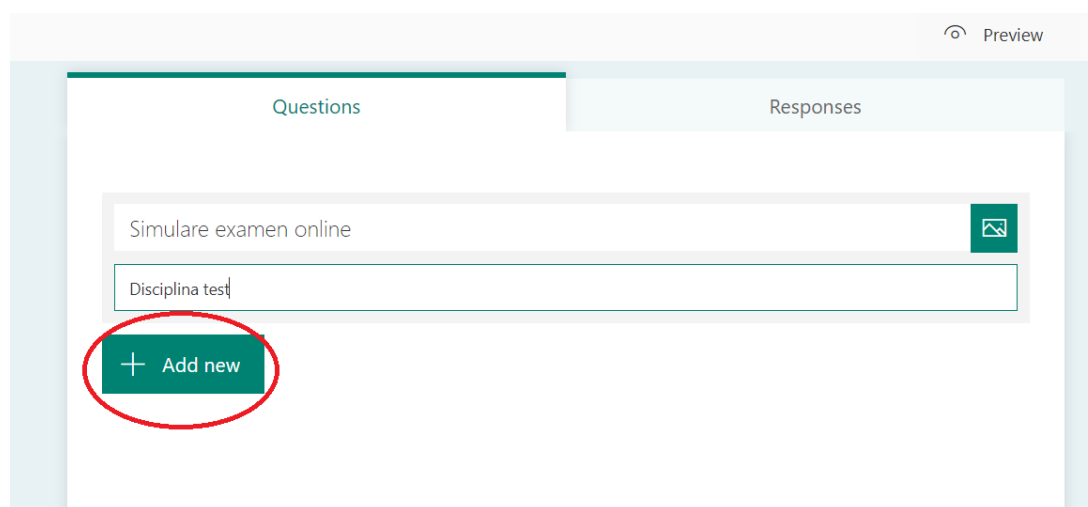 Preview
Questions
Responses
Simulare examen online
Disciplina test
Add new